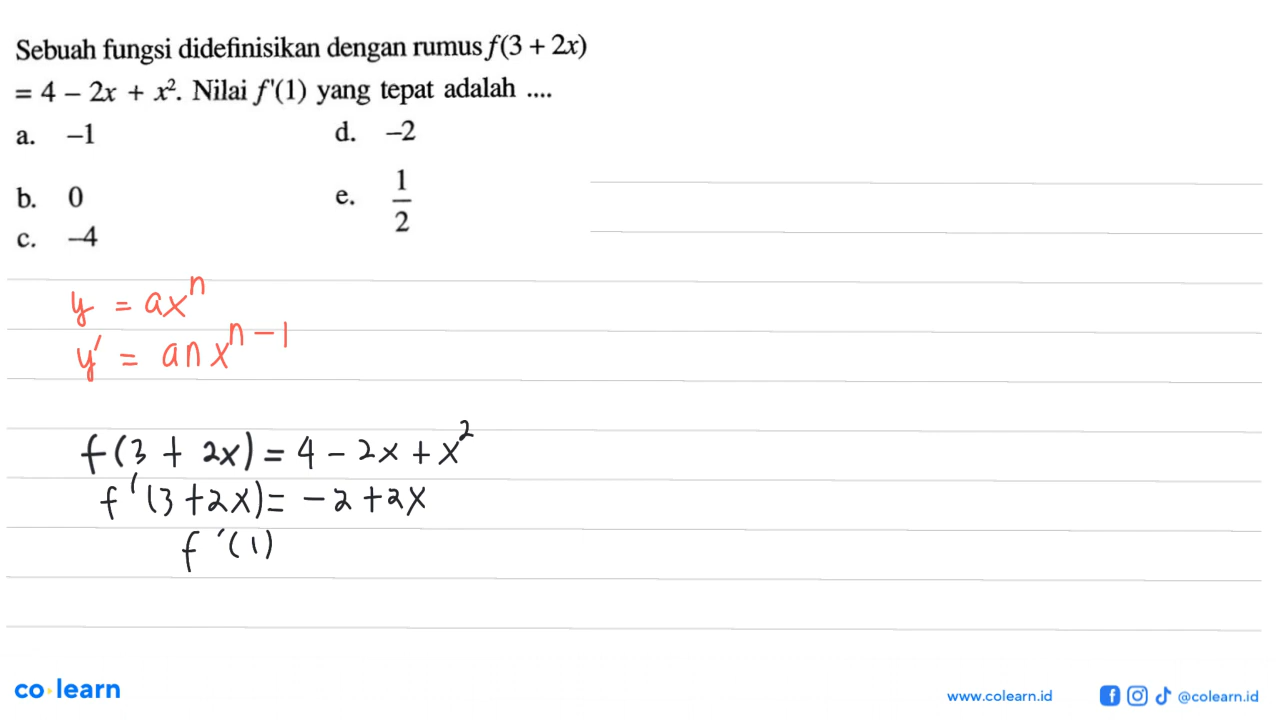 Sebuah fungsi didefinisikan dengan rumus f(3 + 2x)
= 4 – 2x + x². Nilai f'(1) yang tepat adalah ....
a. –1 d. –2
b. 0 e. 1/2
c. –4
y = axⁿ
y' = anxⁿ⁻¹
f(3 + 2x) = 4 – 2x + x²
f'(3+2x) = –2 + 2x
f'(1)
co learn
www.colearn.id @colearn.id